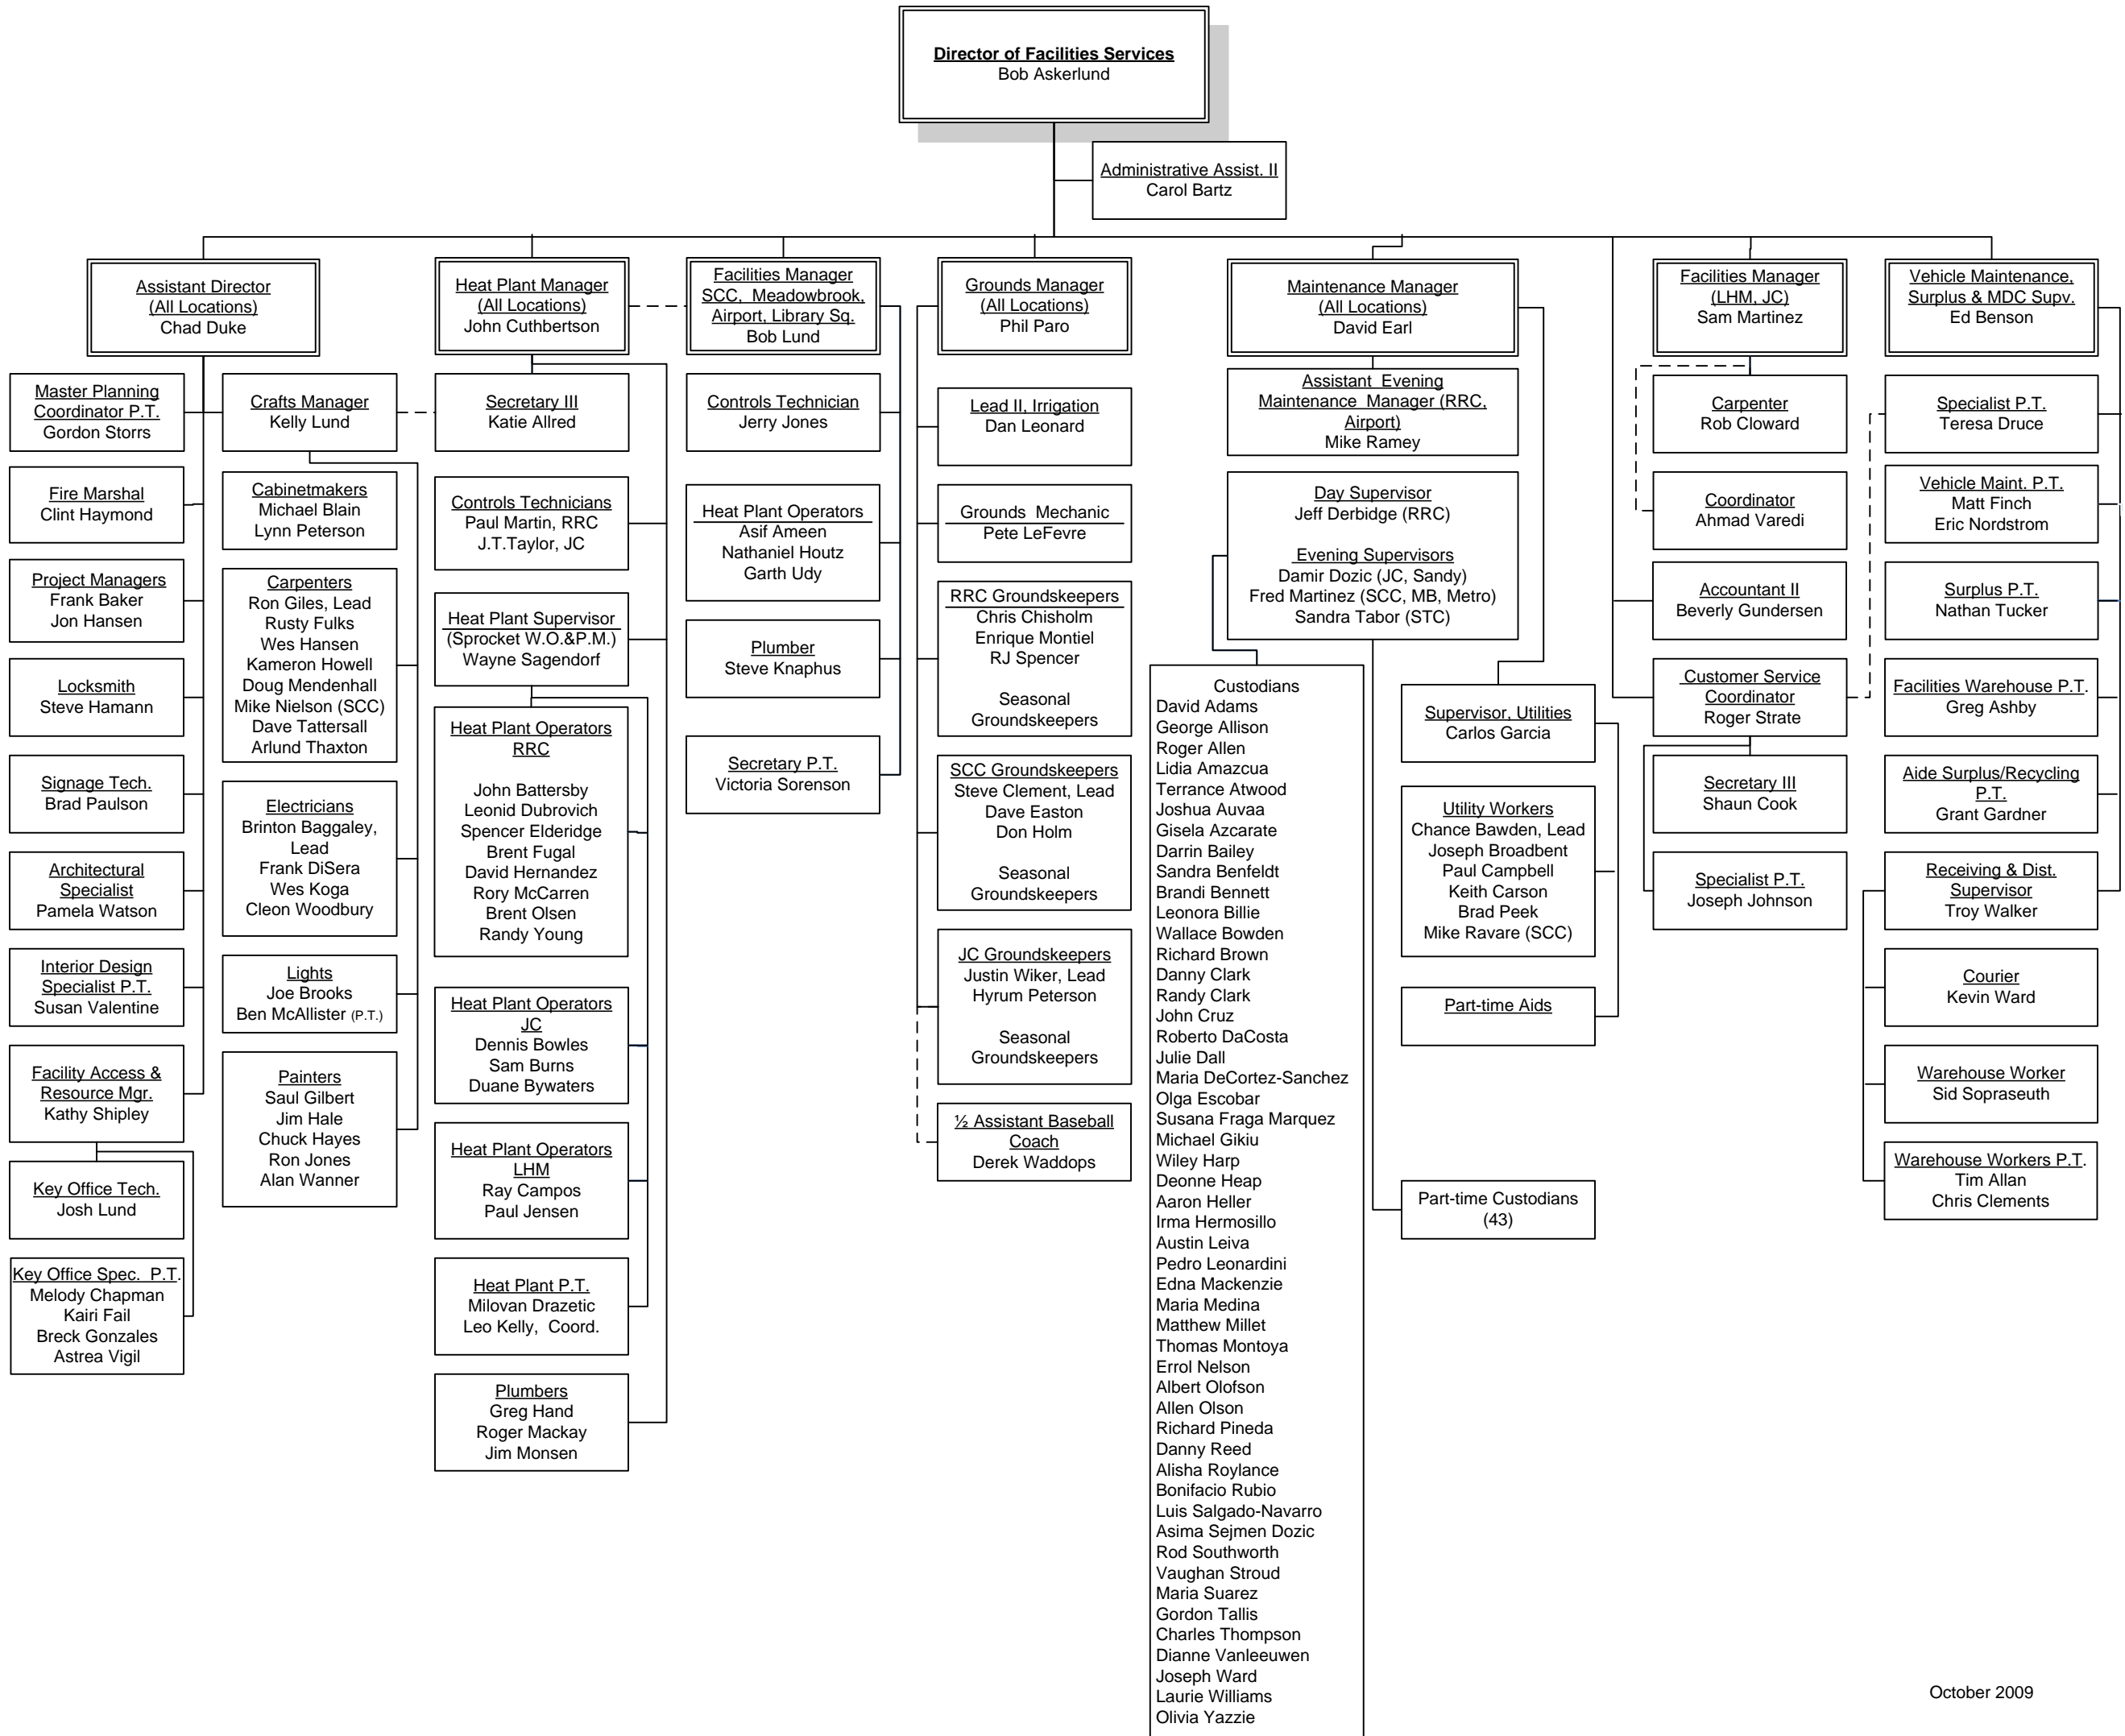 Director of Facilities Services
Bob Askerlund
Administrative Assist. II
Carol Bartz
Assistant Director
(All Locations)
Chad Duke
Heat Plant Manager
(All Locations)
John Cuthbertson
Facilities Manager
SCC, Meadowbrook,
Airport, Library Sq.
Bob Lund
Grounds Manager
(All Locations)
Phil Paro
Maintenance Manager
(All Locations)
David Earl
Facilities Manager
(LHM, JC)
Sam Martinez
Vehicle Maintenance,
Surplus & MDC Supv.
Ed Benson
Master Planning
Coordinator P.T.
Gordon Storrs
Fire Marshal
Clint Haymond
Project Managers
Frank Baker
Jon Hansen
Locksmith
Steve Hamann
Signage Tech.
Brad Paulson
Architectural
Specialist
Pamela Watson
Interior Design
Specialist P.T.
Susan Valentine
Facility Access &
Resource Mgr.
Kathy Shipley
Key Office Tech.
Josh Lund
Key Office Spec. P.T.
Melody Chapman
Kairi Fail
Breck Gonzales
Astrea Vigil
Crafts Manager
Kelly Lund
Cabinetmakers
Michael Blain
Lynn Peterson
Carpenters
Ron Giles, Lead
Rusty Fulks
Wes Hansen
Kameron Howell
Doug Mendenhall
Mike Nielson (SCC)
Dave Tattersall
Arlund Thaxton
Electricians
Brinton Baggaley,
Lead
Frank DiSera
Wes Koga
Cleon Woodbury
Lights
Joe Brooks
Ben McAllister (P.T.)
Painters
Saul Gilbert
Jim Hale
Chuck Hayes
Ron Jones
Alan Wanner
Secretary III
Katie Allred
Controls Technicians
Paul Martin, RRC
J.T.Taylor, JC
Heat Plant Supervisor
(Sprocket W.O.&P.M.)
Wayne Sagendorf
Heat Plant Operators
RRC
John Battersby
Leonid Dubrovich
Spencer Elderidge
Brent Fugal
David Hernandez
Rory McCarren
Brent Olsen
Randy Young
Heat Plant Operators
JC
Dennis Bowles
Sam Burns
Duane Bywaters
Heat Plant Operators
LHM
Ray Campos
Paul Jensen
Heat Plant P.T.
Milovan Drazetic
Leo Kelly, Coord.
Plumbers
Greg Hand
Roger Mackay
Jim Monsen
Controls Technician
Jerry Jones
Heat Plant Operators
Asif Ameen
Nathaniel Houtz
Garth Udy
Plumber
Steve Knaphus
Secretary P.T.
Victoria Sorenson
Lead II, Irrigation
Dan Leonard
Grounds Mechanic
Pete LeFevre
RRC Groundskeepers
Chris Chisholm
Enrique Montiel
RJ Spencer
Seasonal
Groundskeepers
SCC Groundskeepers
Steve Clement, Lead
Dave Easton
Don Holm
Seasonal
Groundskeepers
JC Groundskeepers
Justin Wiker, Lead
Hyrum Peterson
Seasonal
Groundskeepers
½ Assistant Baseball
Coach
Derek Waddops
Assistant Evening
Maintenance Manager (RRC,
Airport)
Mike Ramey
Day Supervisor
Jeff Derbidge (RRC)
Evening Supervisors
Damir Dozic (JC, Sandy)
Fred Martinez (SCC, MB, Metro)
Sandra Tabor (STC)
Custodians
David Adams
George Allison
Roger Allen
Lidia Amazcua
Terrance Atwood
Joshua Auvaa
Gisela Azcarate
Darrin Bailey
Sandra Benfeldt
Brandi Bennett
Leonora Billie
Wallace Bowden
Richard Brown
Danny Clark
Randy Clark
John Cruz
Roberto DaCosta
Julie Dall
Maria DeCortez-Sanchez
Olga Escobar
Susana Fraga Marquez
Michael Gikiu
Wiley Harp
Deonne Heap
Aaron Heller
Irma Hermosillo
Austin Leiva
Pedro Leonardini
Edna Mackenzie
Maria Medina
Matthew Millet
Thomas Montoya
Errol Nelson
Albert Olofson
Allen Olson
Richard Pineda
Danny Reed
Alisha Roylance
Bonifacio Rubio
Luis Salgado-Navarro
Asima Sejmen Dozic
Rod Southworth
Vaughan Stroud
Maria Suarez
Gordon Tallis
Charles Thompson
Dianne Vanleeuwen
Joseph Ward
Laurie Williams
Olivia Yazzie
Supervisor, Utilities
Carlos Garcia
Utility Workers
Chance Bawden, Lead
Joseph Broadbent
Paul Campbell
Keith Carson
Brad Peek
Mike Ravare (SCC)
Part-time Aids
Part-time Custodians
(43)
Carpenter
Rob Cloward
Coordinator
Ahmad Varedi
Accountant II
Beverly Gundersen
Customer Service
Coordinator
Roger Strate
Secretary III
Shaun Cook
Specialist P.T.
Joseph Johnson
Specialist P.T.
Teresa Druce
Vehicle Maint. P.T.
Matt Finch
Eric Nordstrom
Surplus P.T.
Nathan Tucker
Facilities Warehouse P.T.
Greg Ashby
Aide Surplus/Recycling
P.T.
Grant Gardner
Receiving & Dist.
Supervisor
Troy Walker
Courier
Kevin Ward
Warehouse Worker
Sid Sopraseuth
Warehouse Workers P.T.
Tim Allan
Chris Clements
October 2009